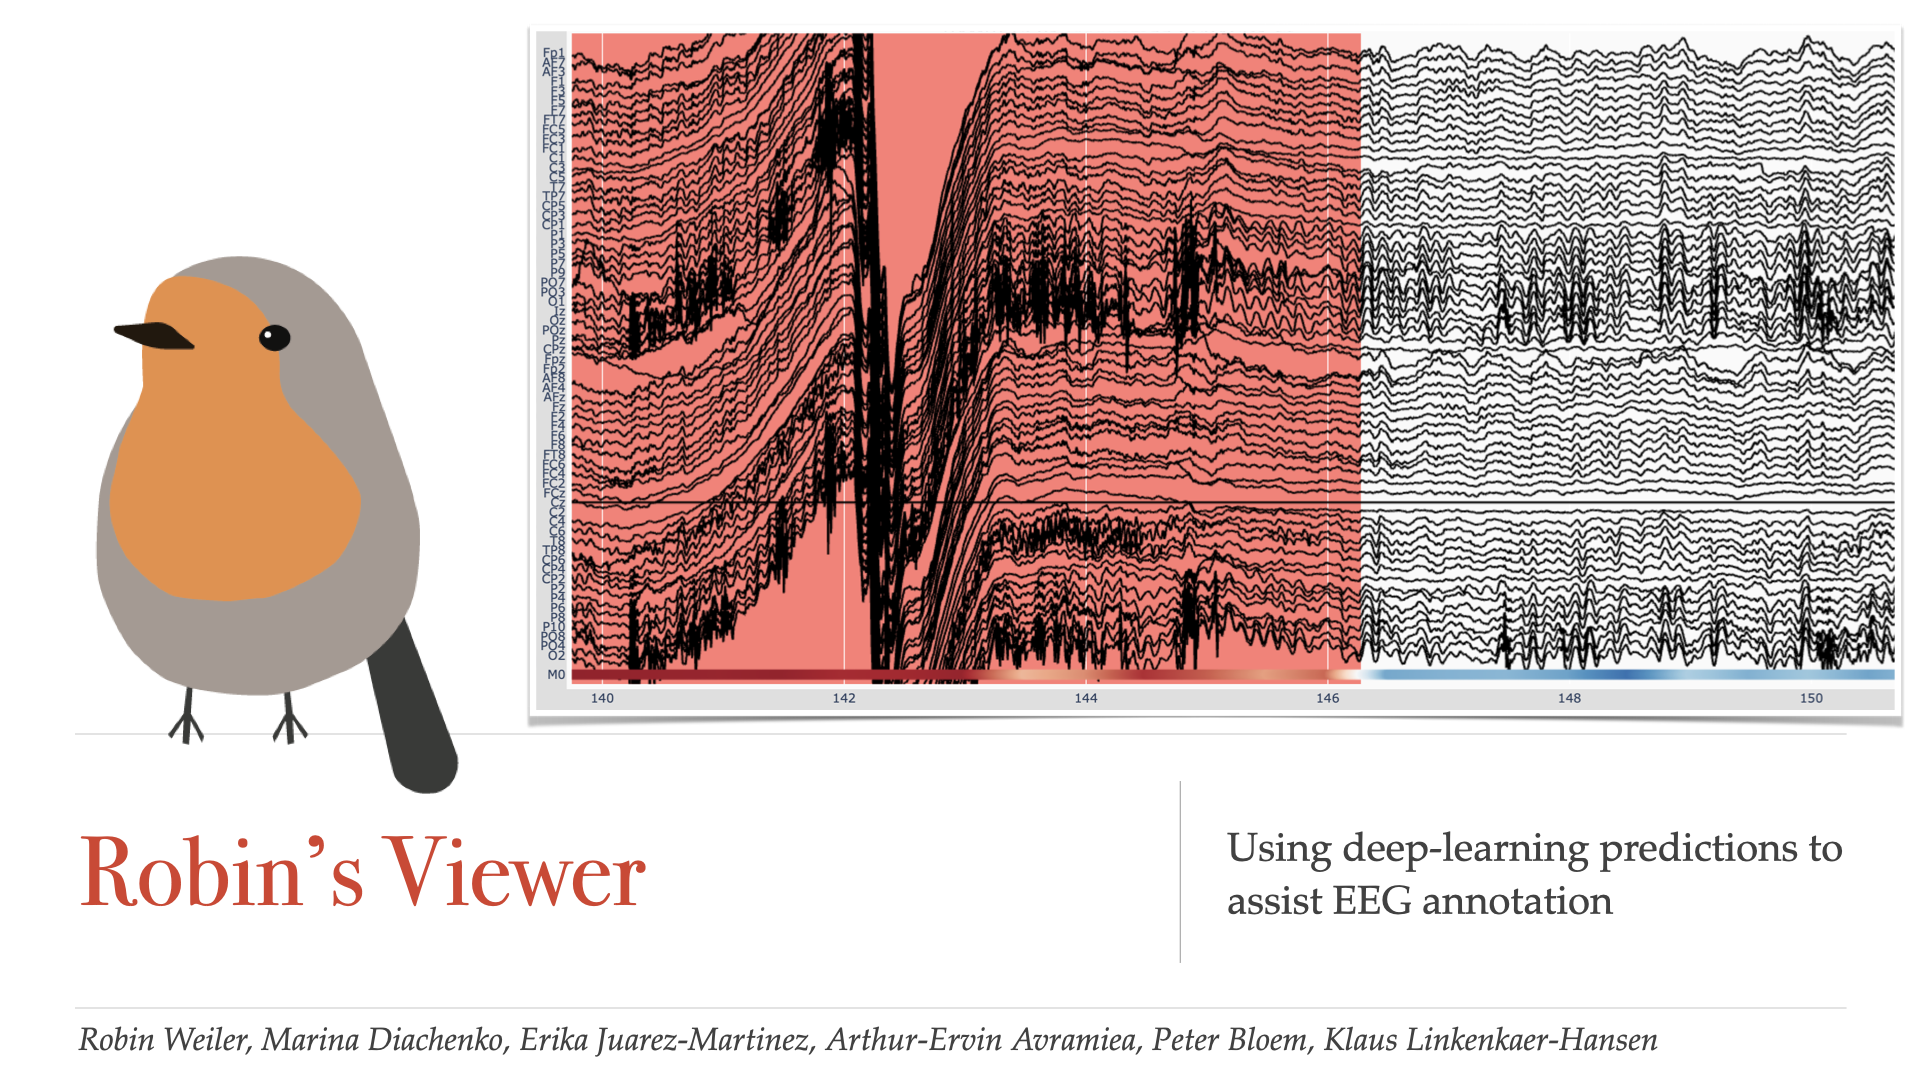 Fp1
AF7
AF3
F1
F3
F5
F7
FT7
FC5
FC3
FC1
C1
C3
C5
T7
TP7
CP5
CP3
CP1
P1
P3
P5
P7
P9
PO7
PO3
O1
Iz
Oz
POz
Pz
CPz
Fpz
Fp2
AF8
AF4
AFz
Fz
F2
F4
F6
F8
FT8
FC6
FC4
FC2
FCz
Cz
C2
C4
C6
T8
TP8
CP6
CP4
CP2
P2
P4
P6
P8
P10
PO8
PO4
O2
M0
140 142 144 146 148 150
Robin’s Viewer
Using deep-learning predictions to
assist EEG annotation
Robin Weiler, Marina Diachenko, Erika Juarez-Martinez, Arthur-Ervin Avramiea, Peter Bloem, Klaus Linkenkaer-Hansen